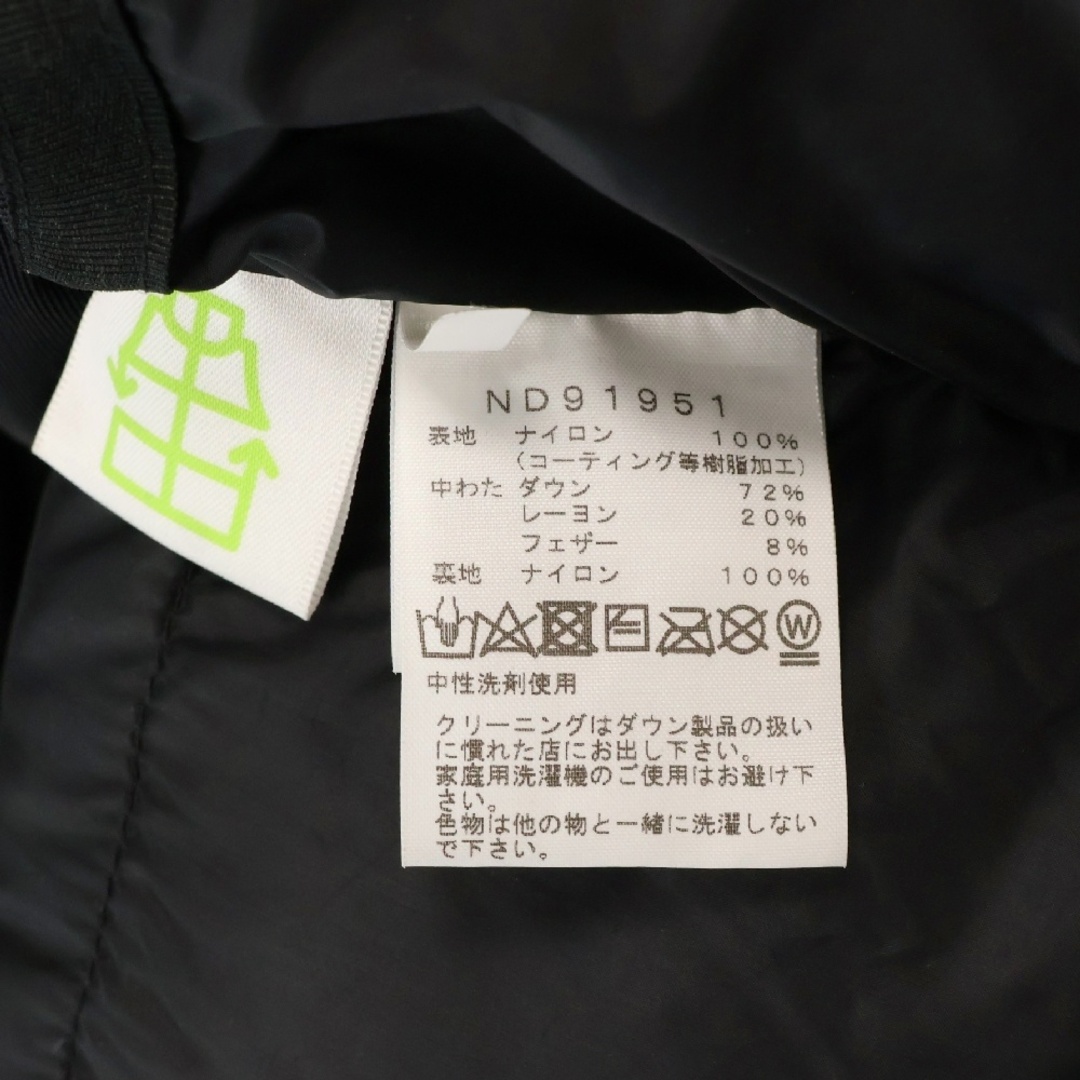 ND91951
表地 ナイロン 100%
(コーティング等樹脂加工)
中わた ダウン 72%
レーヨン 20%
フェザー 8%
裏地 ナイロン 100%
W
中性洗剤使用
クリーニングはダウン製品の扱い
に慣れた店にお出し下さい。
家庭用洗濯機のご使用はお避け下
さい。
色物は他の物と一緒に洗濯しない
で下さい。